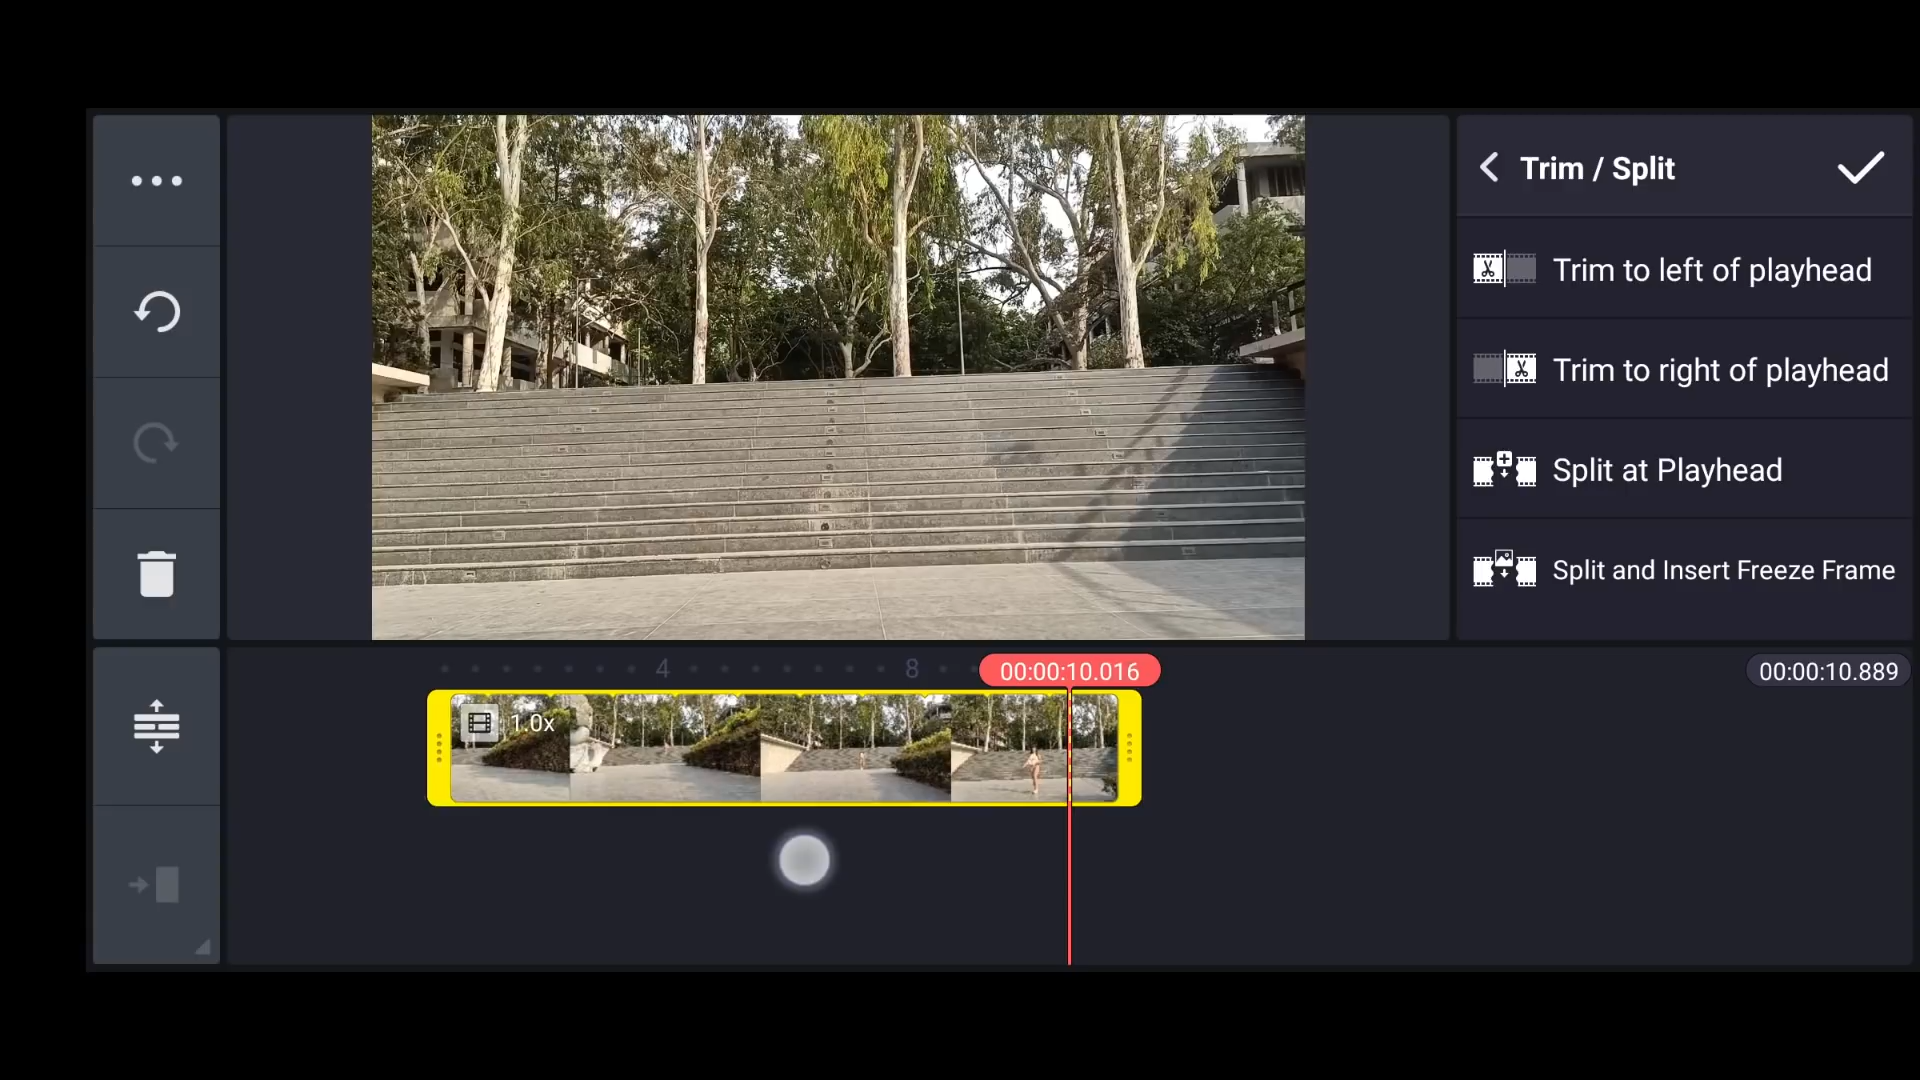 Trim / Split
Trim to left of playhead
Trim to right of playhead
Split at Playhead
Split and Insert Freeze Frame
4
8
00:00:10.016
00:00:10.889
1.0x